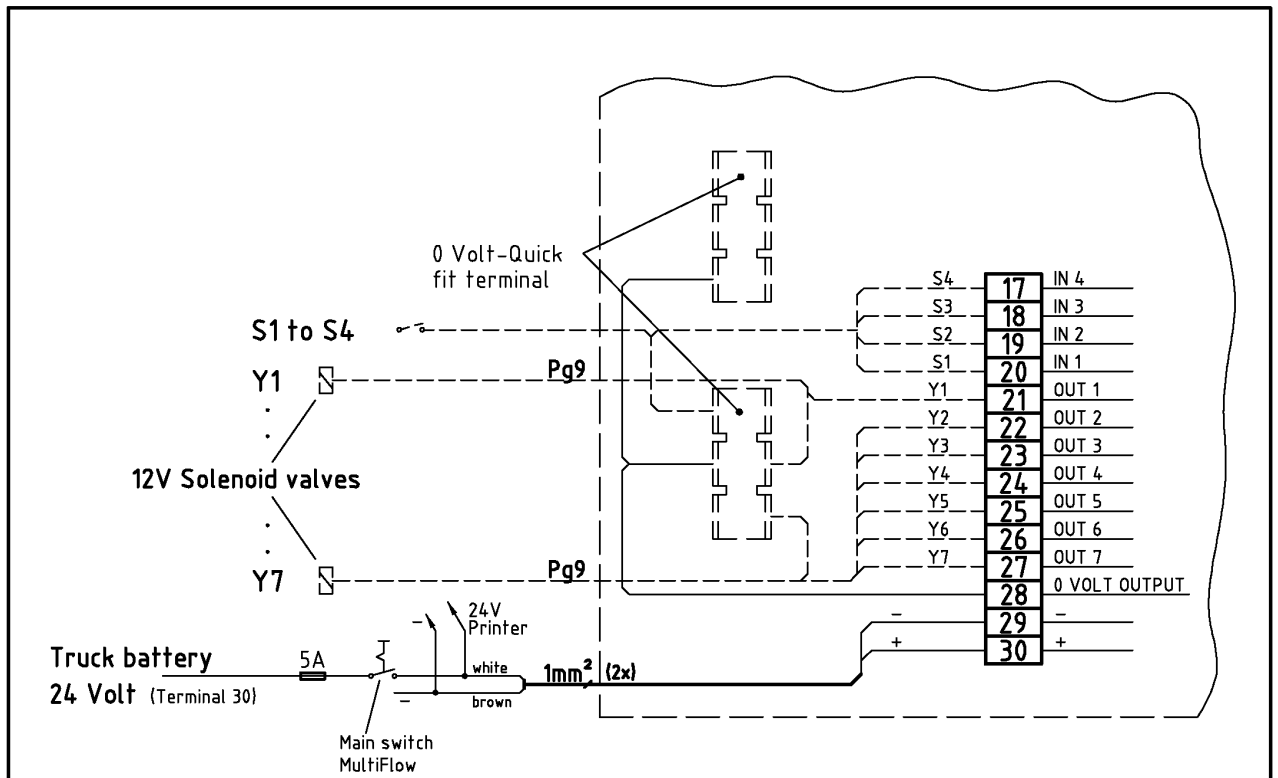 0 Volt-Quick
fit terminal
S1 to S4
Y1
Pg9
12V Solenoid valves
Y7
Pg9
S4 17 IN 4
S3 18 IN 3
S2 19 IN 2
S1 20 IN 1
Y1 21 OUT 1
Y2 22 OUT 2
Y3 23 OUT 3
Y4 24 OUT 4
Y5 25 OUT 5
Y6 26 OUT 6
Y7 27 OUT 7
28 0 VOLT OUTPUT
- 29 -
+ 30 +
24V
Printer
-
Truck battery
24 Volt (Terminal 30)
5A
white
brown
-
1mm² (2x)
Main switch
MultiFlow